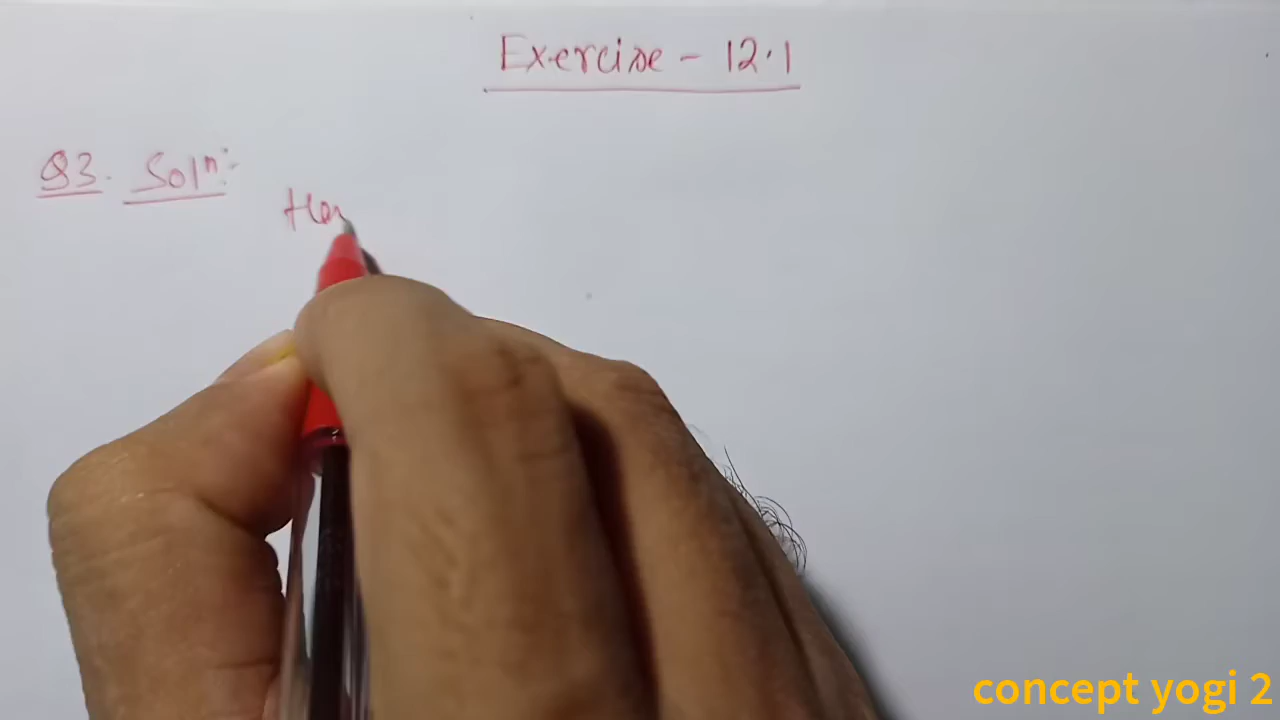 Exercise - 12.1
Q3. Solⁿ:-
concept yogi 2